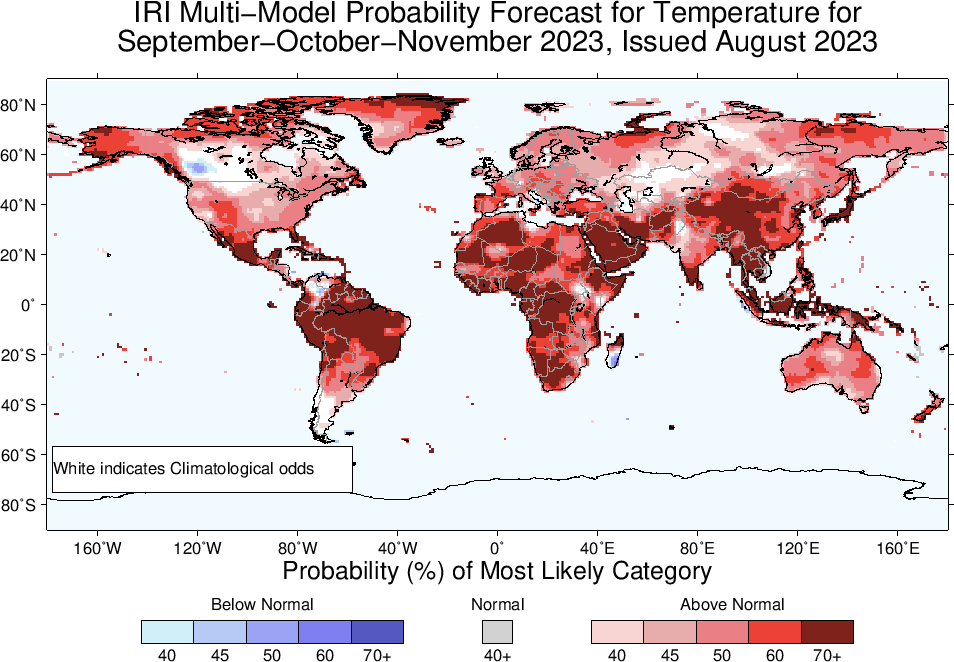 IRI Multi−Model Probability Forecast for Temperature for
September−October−November 2023, Issued August 2023
80˚N
60˚N
40˚N
20˚N
0˚
20˚S
40˚S
60˚S
80˚S
White indicates Climatological odds
160˚W 120˚W 80˚W 40˚W 0˚ 40˚E 80˚E 120˚E 160˚E
Probability (%) of Most Likely Category
Below Normal Normal Above Normal
40 45 50 60 70+ 40+ 40 45 50 60 70+